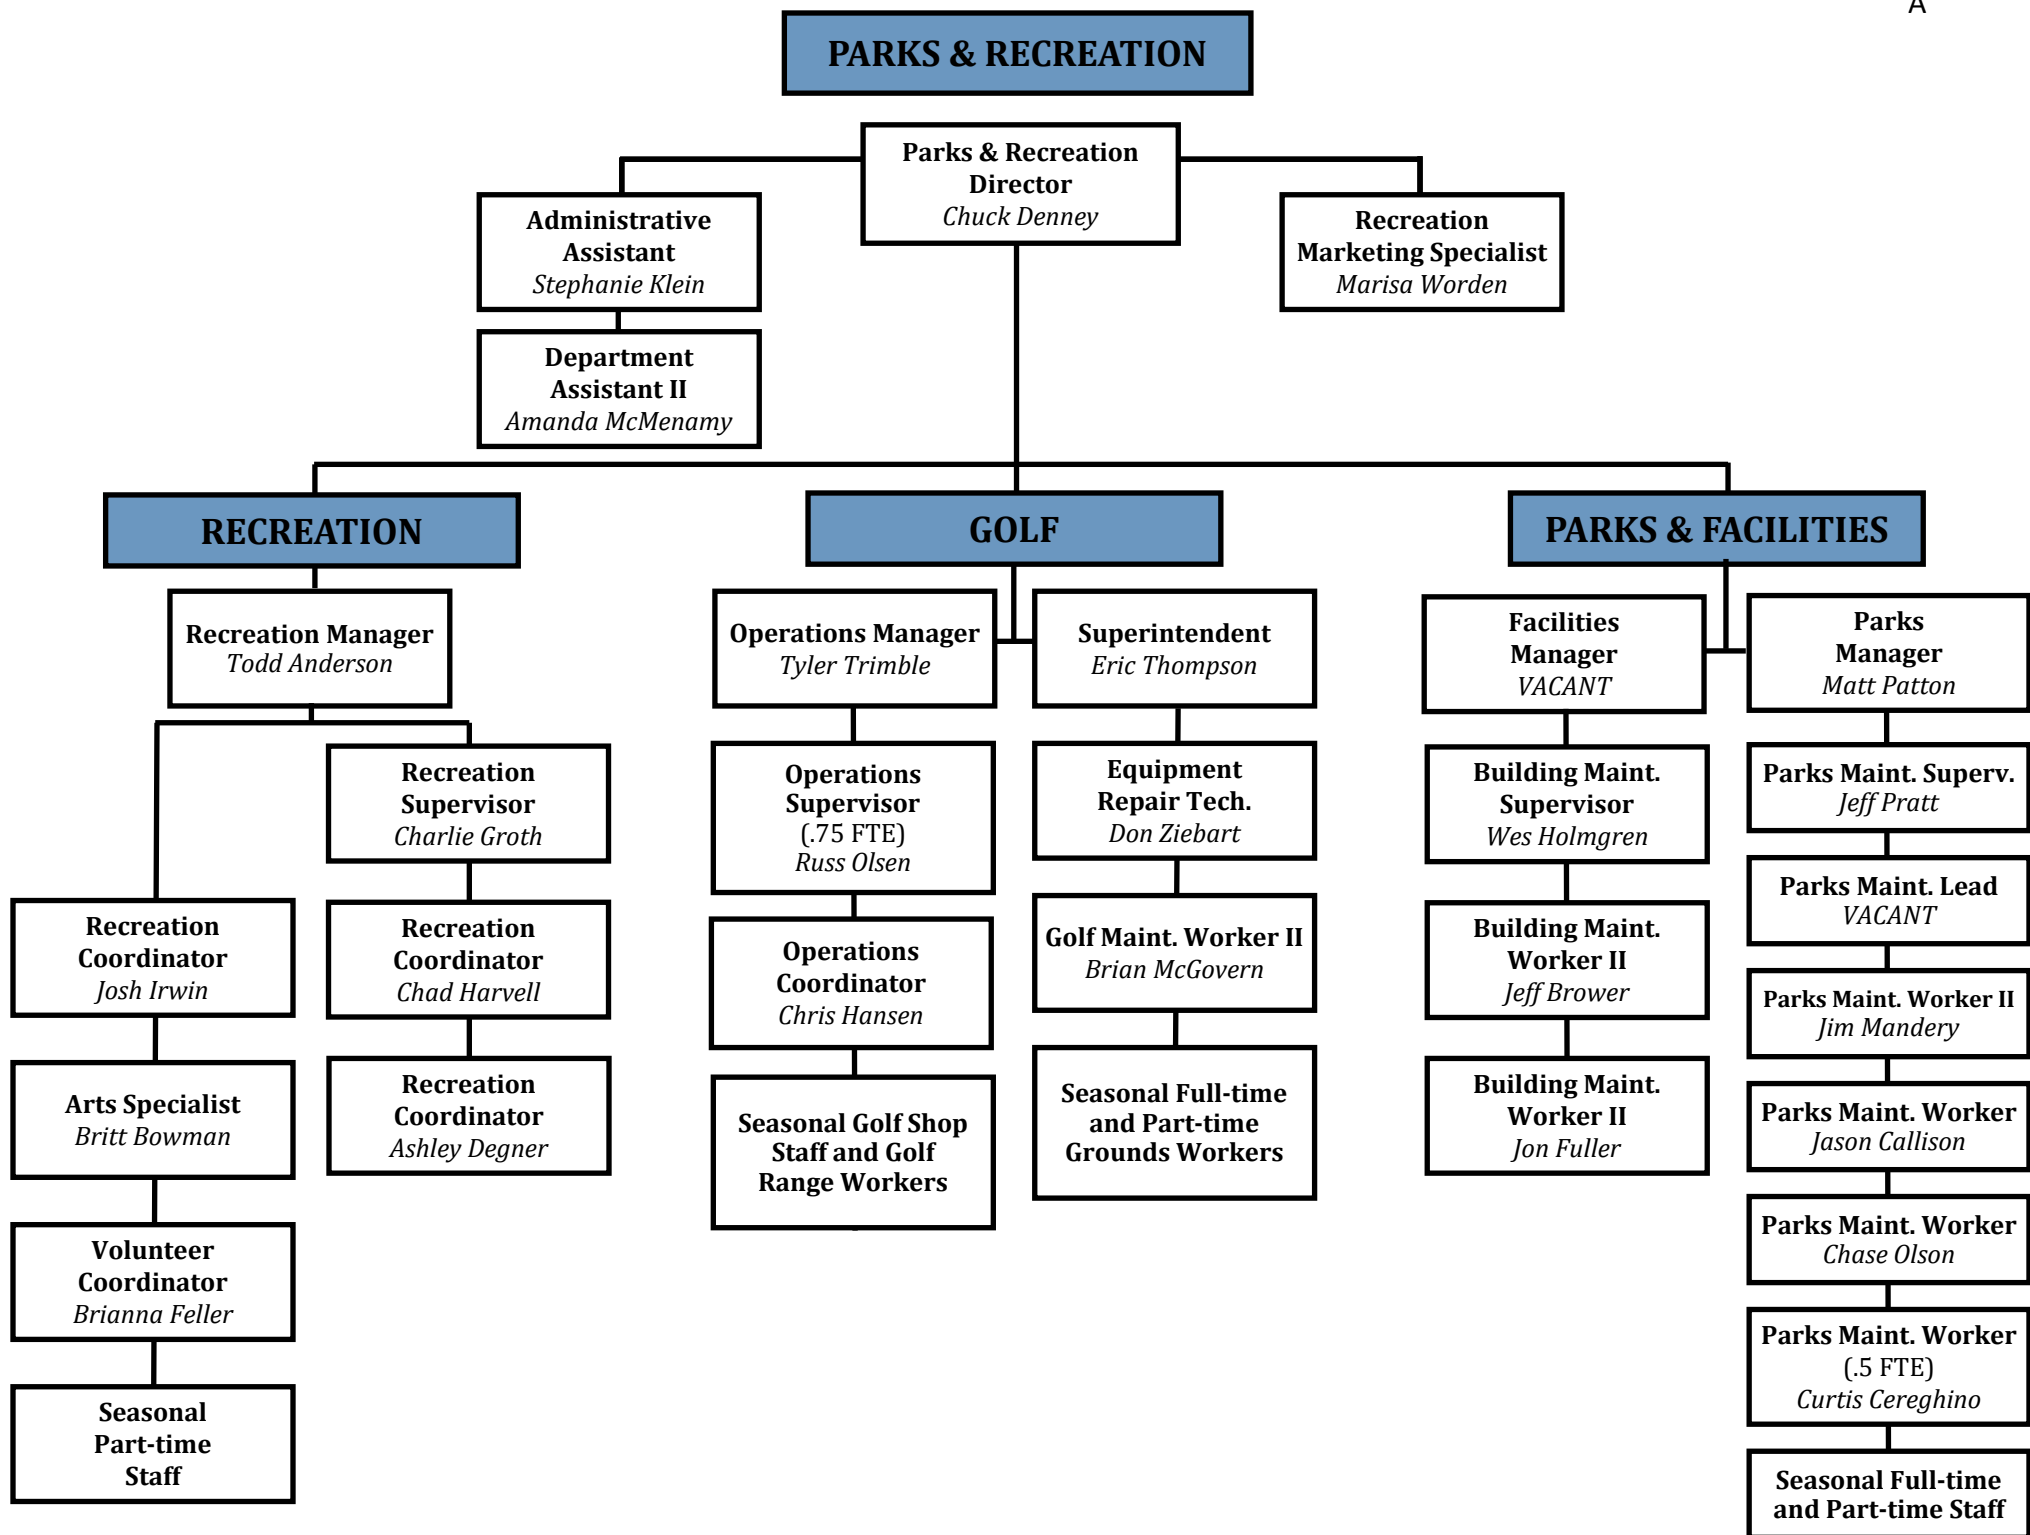 A
PARKS & RECREATION
Parks & Recreation
Director
Chuck Denney
Administrative
Assistant
Stephanie Klein
Recreation
Marketing Specialist
Marisa Worden
Department
Assistant II
Amanda McMenamy
RECREATION
GOLF
PARKS & FACILITIES
Recreation Manager
Todd Anderson
Recreation
Supervisor
Charlie Groth
Recreation
Coordinator
Josh Irwin
Recreation
Coordinator
Chad Harvell
Arts Specialist
Britt Bowman
Recreation
Coordinator
Ashley Degner
Volunteer
Coordinator
Brianna Feller
Seasonal
Part-time
Staff
Operations Manager
Tyler Trimble
Operations
Supervisor
(.75 FTE)
Russ Olsen
Operations
Coordinator
Chris Hansen
Seasonal Golf Shop
Staff and Golf
Range Workers
Superintendent
Eric Thompson
Equipment
Repair Tech.
Don Ziebart
Golf Maint. Worker II
Brian McGovern
Seasonal Full-time
and Part-time
Grounds Workers
Facilities
Manager
VACANT
Building Maint.
Supervisor
Wes Holmgren
Building Maint.
Worker II
Jeff Brower
Building Maint.
Worker II
Jon Fuller
Parks
Manager
Matt Patton
Parks Maint. Superv.
Jeff Pratt
Parks Maint. Lead
VACANT
Parks Maint. Worker II
Jim Mandery
Parks Maint. Worker
Jason Callison
Parks Maint. Worker
Chase Olson
Parks Maint. Worker
(.5 FTE)
Curtis Cereghino
Seasonal Full-time
and Part-time Staff